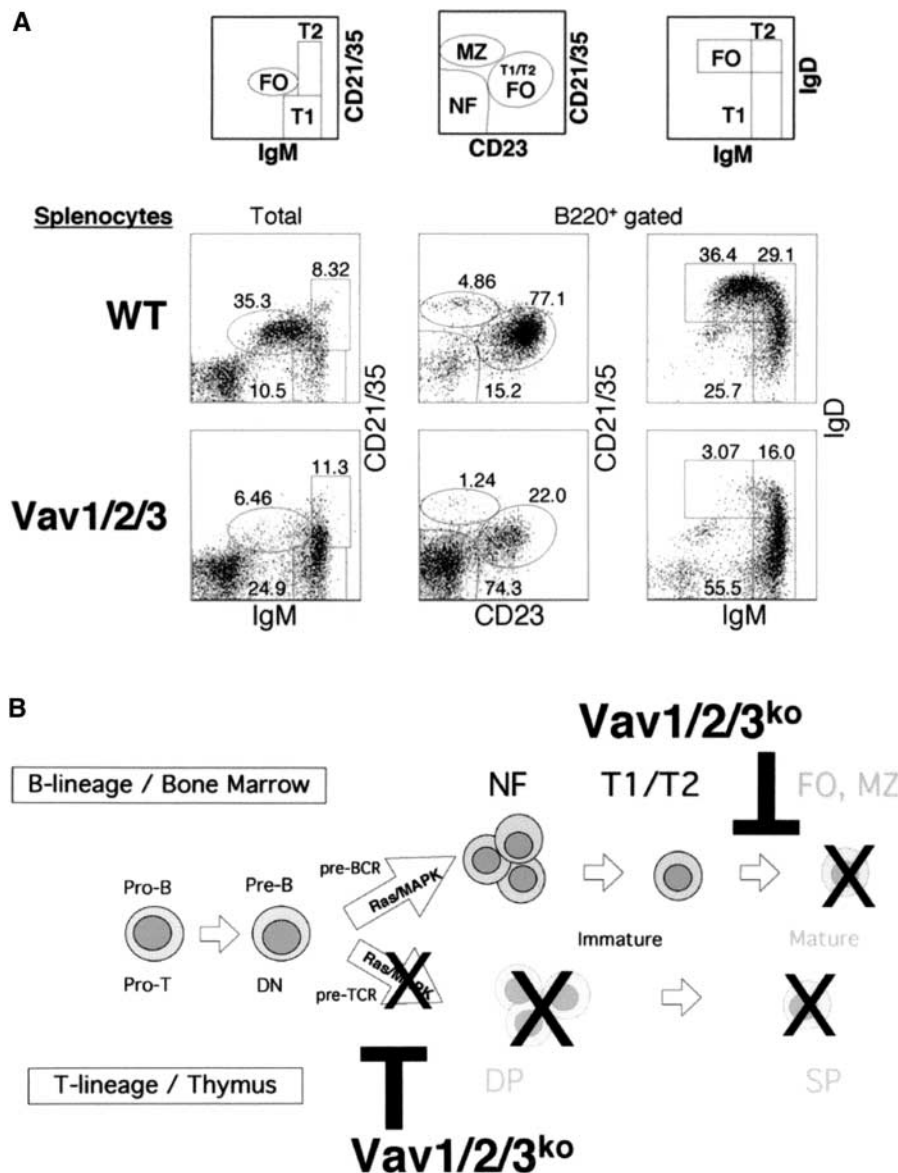 A
T2
FO
T1
CD21/35
IgM
MZ
T1/T2
FO
NF
CD21/35
CD23
T2
FO
T1
IgD
IgM
Splenocytes
Total
B220+ gated
WT
8.32
35.3
10.5
CD21/35
4.86
77.1
15.2
CD21/35
36.4
29.1
25.7
IgD
Vav1/2/3
11.3
6.46
24.9
IgM
1.24
22.0
74.3
CD23
3.07
16.0
55.5
IgM
B
Vav1/2/3ko
B-lineage / Bone Marrow
NF
T1/T2
FO, MZ
pre-BCR
Ras/MAPK
Pro-B
Pre-B
Immature
Mature
Pro-T
DN
pre-TCR
Ras/MAPK
T-lineage / Thymus
DP
SP
Vav1/2/3ko